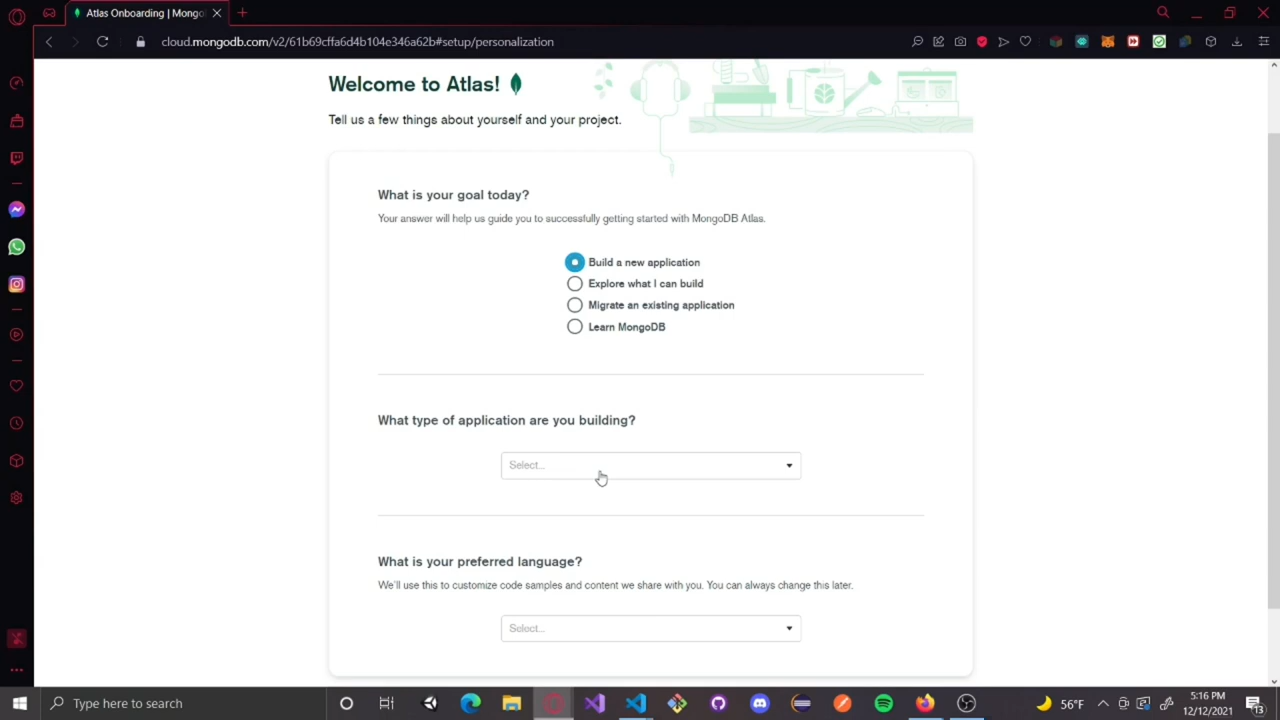 Atlas Onboarding | Mongo
cloud.mongodb.com/v2/61b69cffa6d4b104e346a62b#setup/personalization
Welcome to Atlas!
Tell us a few things about yourself and your project.
What is your goal today?
Your answer will help us guide you to successfully getting started with MongoDB Atlas.
Build a new application
Explore what I can build
Migrate an existing application
Learn MongoDB
What type of application are you building?
Select...
What is your preferred language?
We'll use this to customize code samples and content we share with you. You can always change this later.
Select...
Type here to search
56°F
5:16 PM
12/12/2021
13